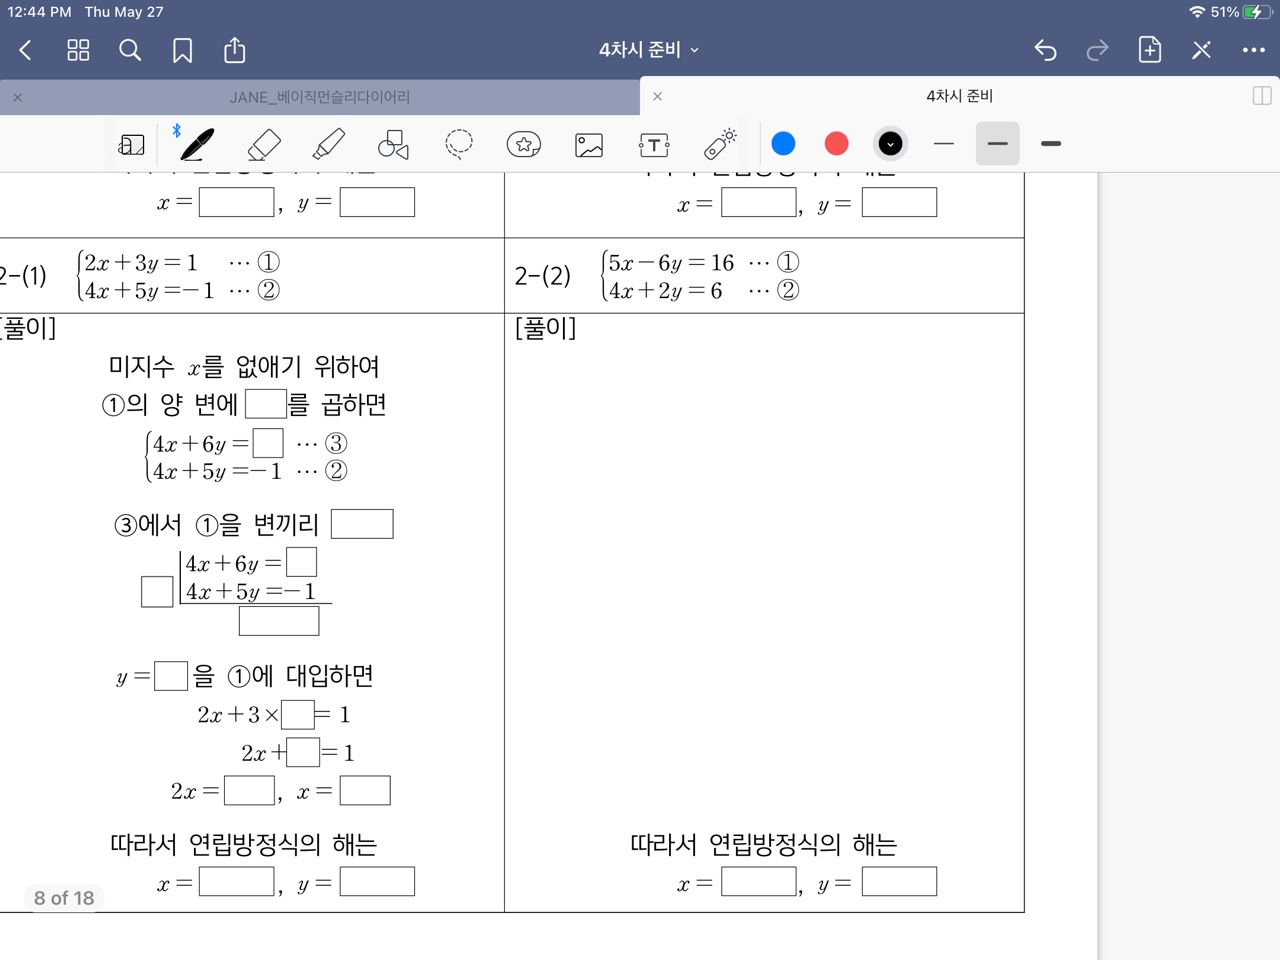 12:44 PM Thu May 27
51%
4차시 준비
JANE_베이직먼슬리다이어리
4차시 준비
x= , y=
x= , y=
2-(1) 2x+3y=1 ⋯ ①
4x+5y=-1 ⋯ ②
2-(2) 5x-6y=16 ⋯ ①
4x+2y=6 ⋯ ②
[풀이]
미지수 x를 없애기 위하여
①의 양 변에 를 곱하면
4x+6y= ⋯ ③
4x+5y=-1 ⋯ ②
③에서 ①을 변끼리
4x+6y=
4x+5y=-1
y= 을 ①에 대입하면
2x+3× = 1
2x+ =1
2x= , x=
따라서 연립방정식의 해는
x= , y=
[풀이]
따라서 연립방정식의 해는
x= , y=
8 of 18